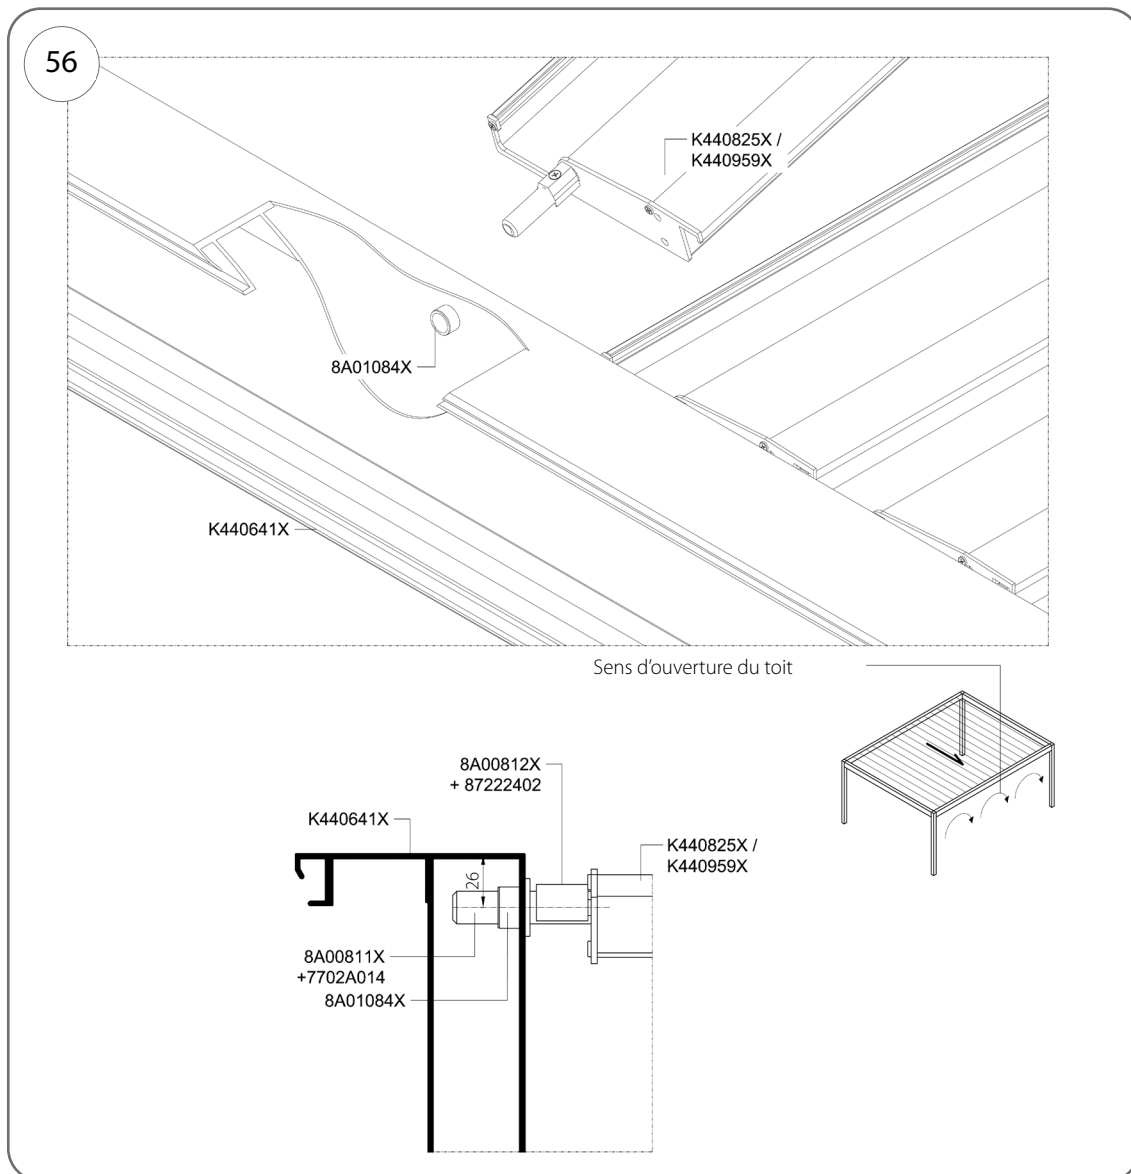 56
K440825X /
K440959X
8A01084X
K440641X
Sens d'ouverture du toit
8A00812X
+ 87222402
K440641X
K440825X /
K440959X
26
8A00811X
+7702A014
8A01084X